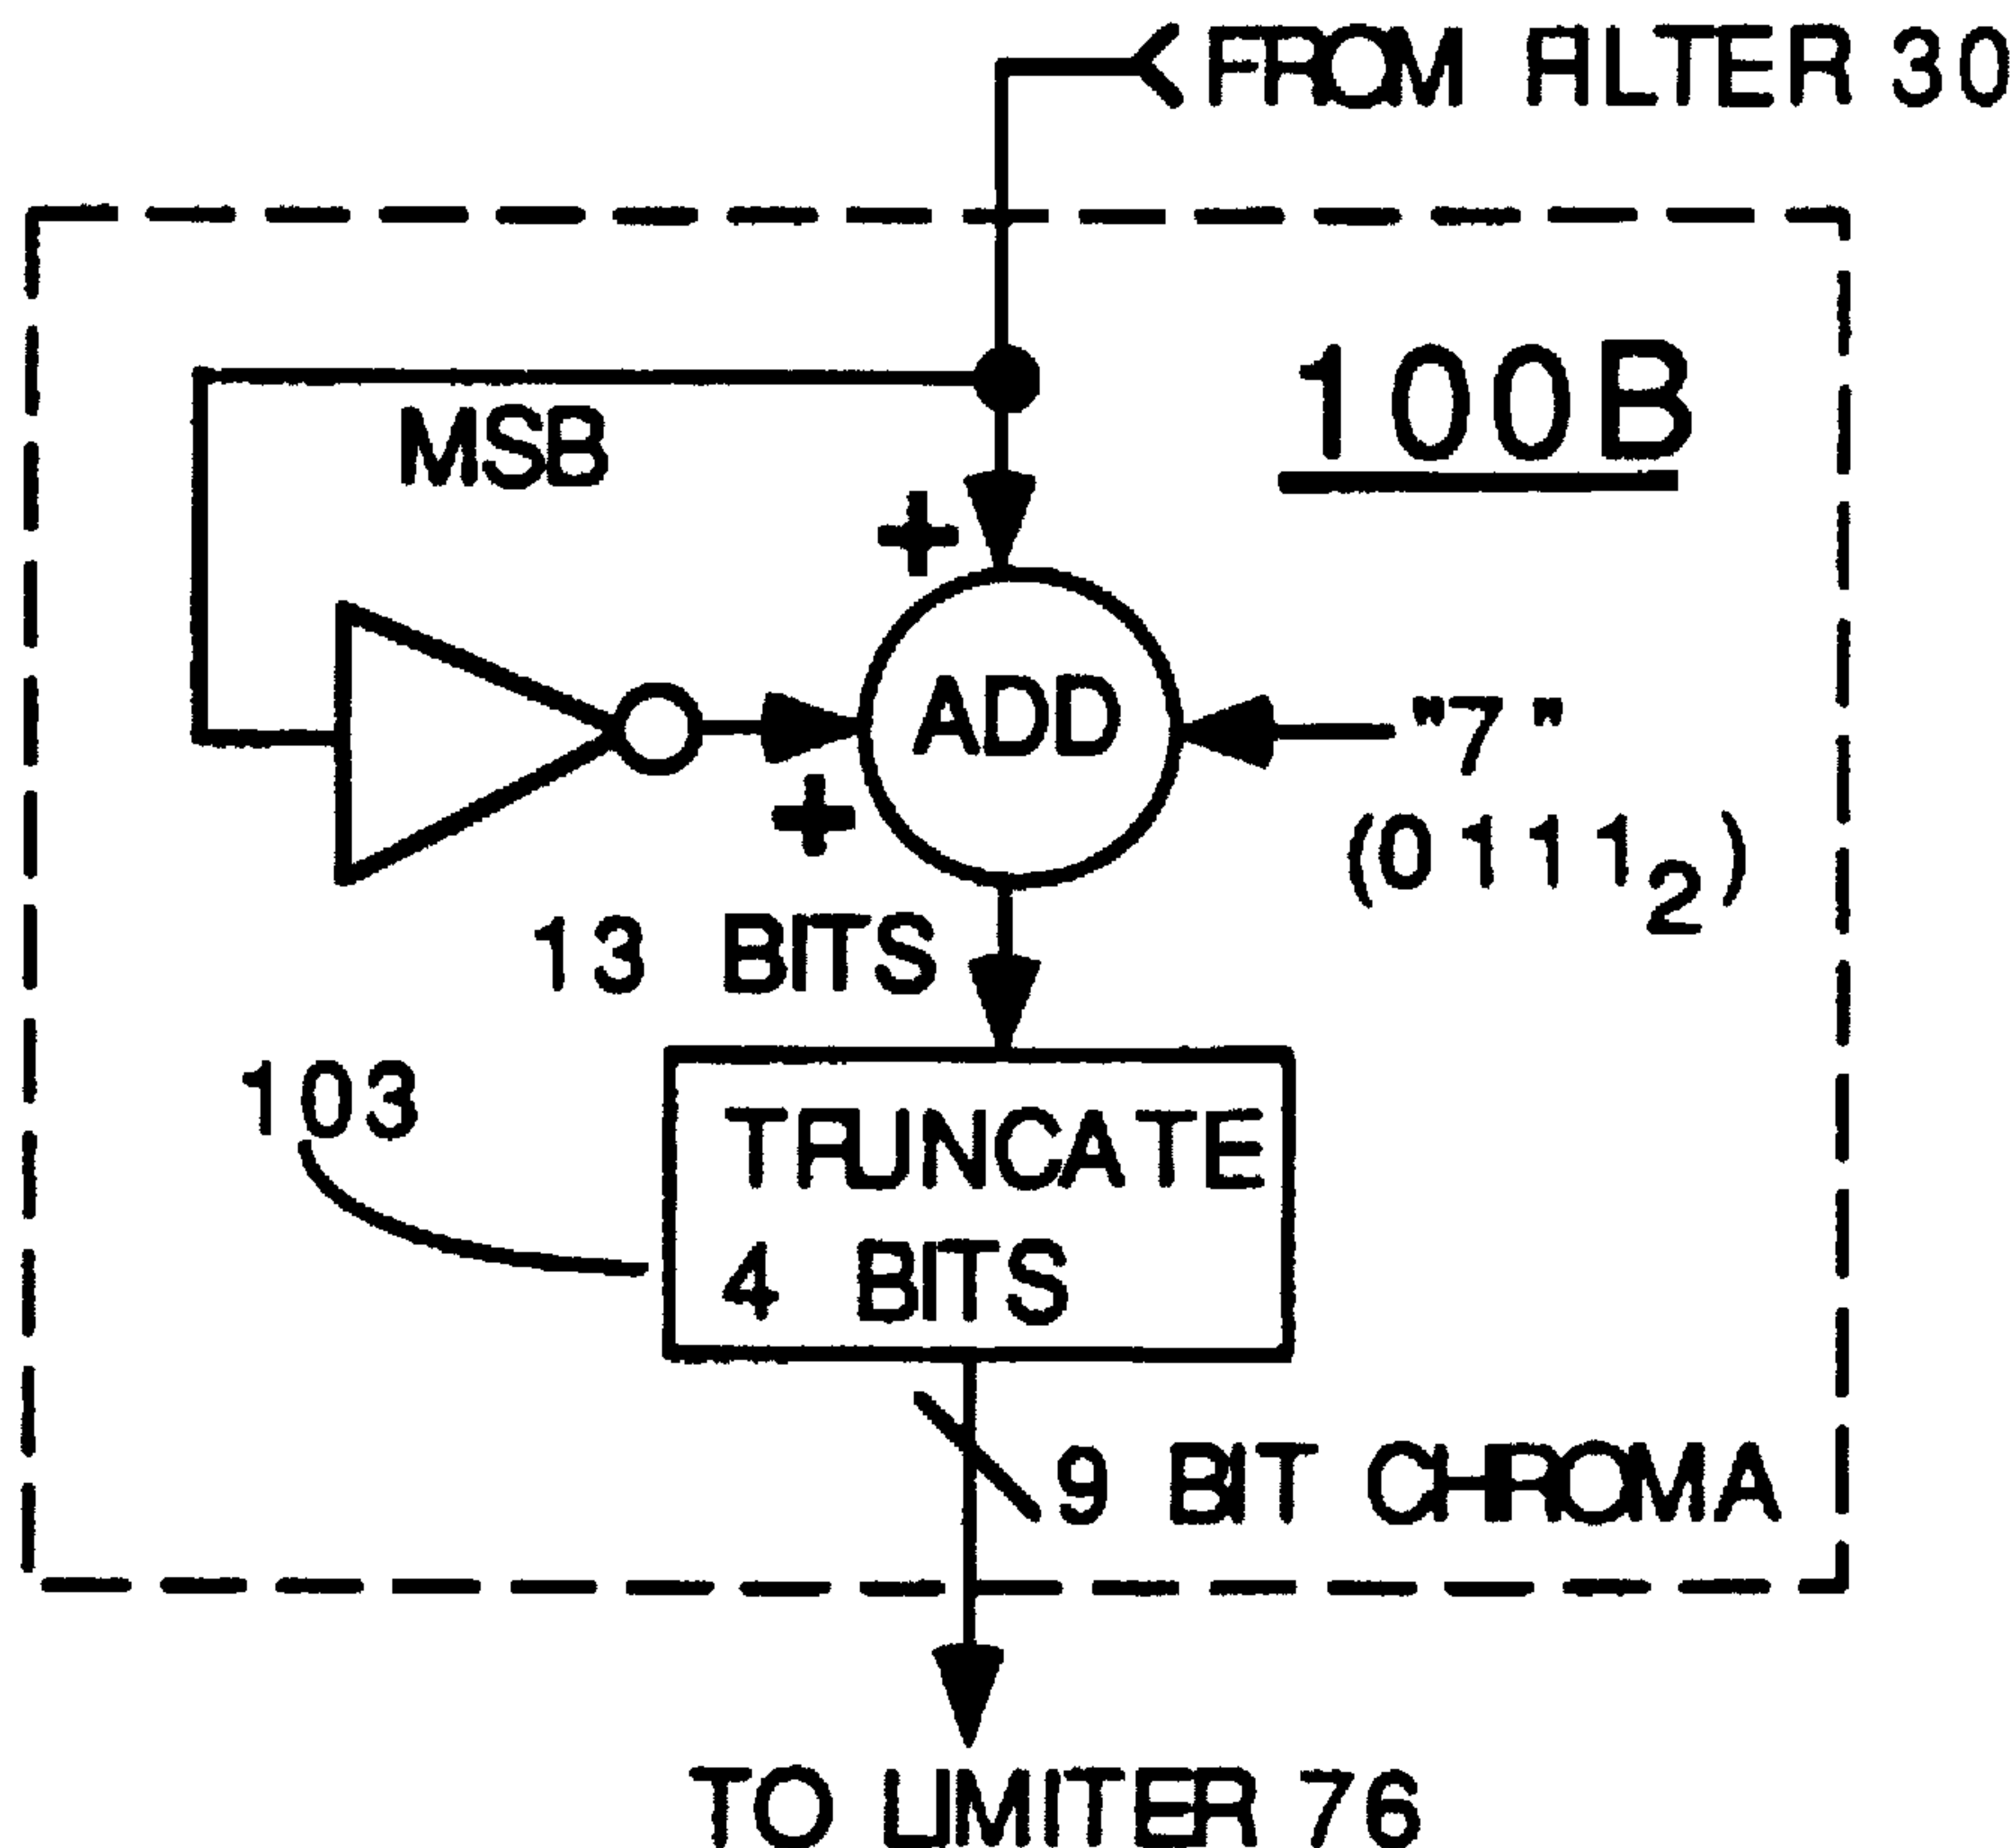 FROM FILTER 30
100B
MSB
+
ADD
"7"
+
(0111₂)
13 BITS
103
TRUNCATE
4 BITS
9 BIT CHROMA
TO LIMITER 76